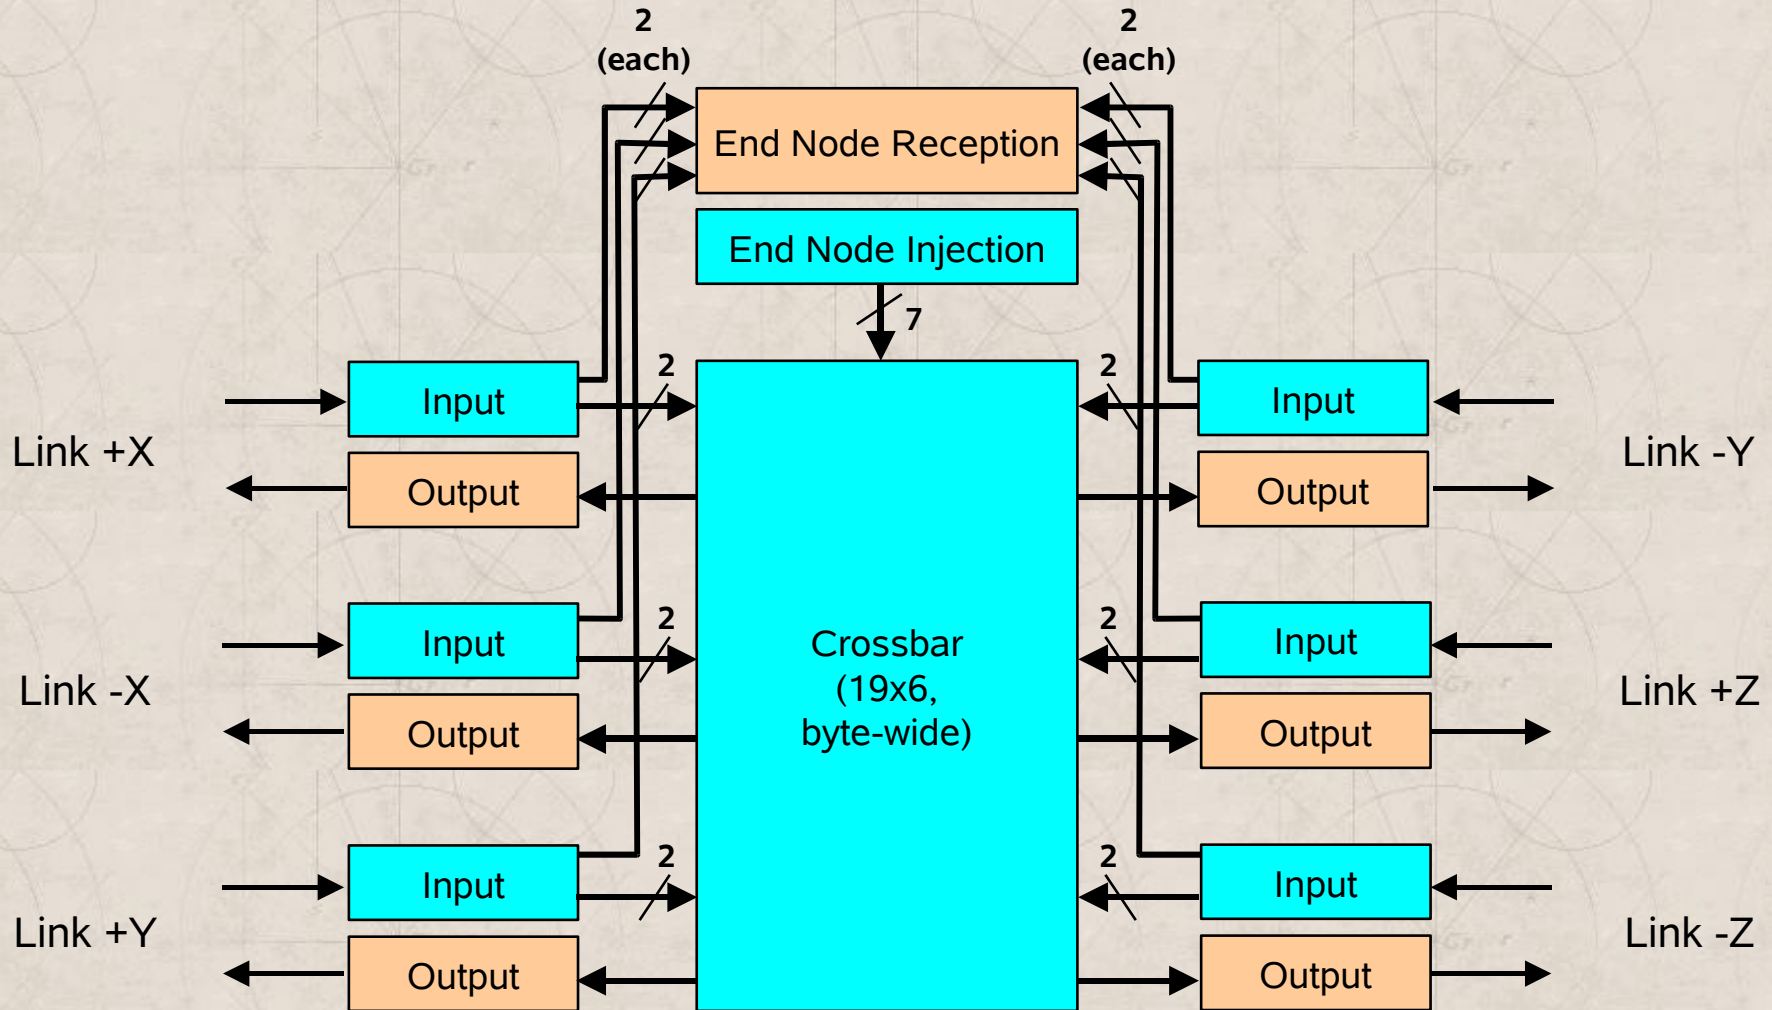 2
(each)
2
(each)
End Node Reception
End Node Injection
7
Link +X
Input
2
Output
2
Input
Output
Link -Y
Link -X
Input
2
Output
Crossbar
(19x6,
byte-wide)
2
Input
Output
Link +Z
Link +Y
Input
2
Output
2
Input
Output
Link -Z